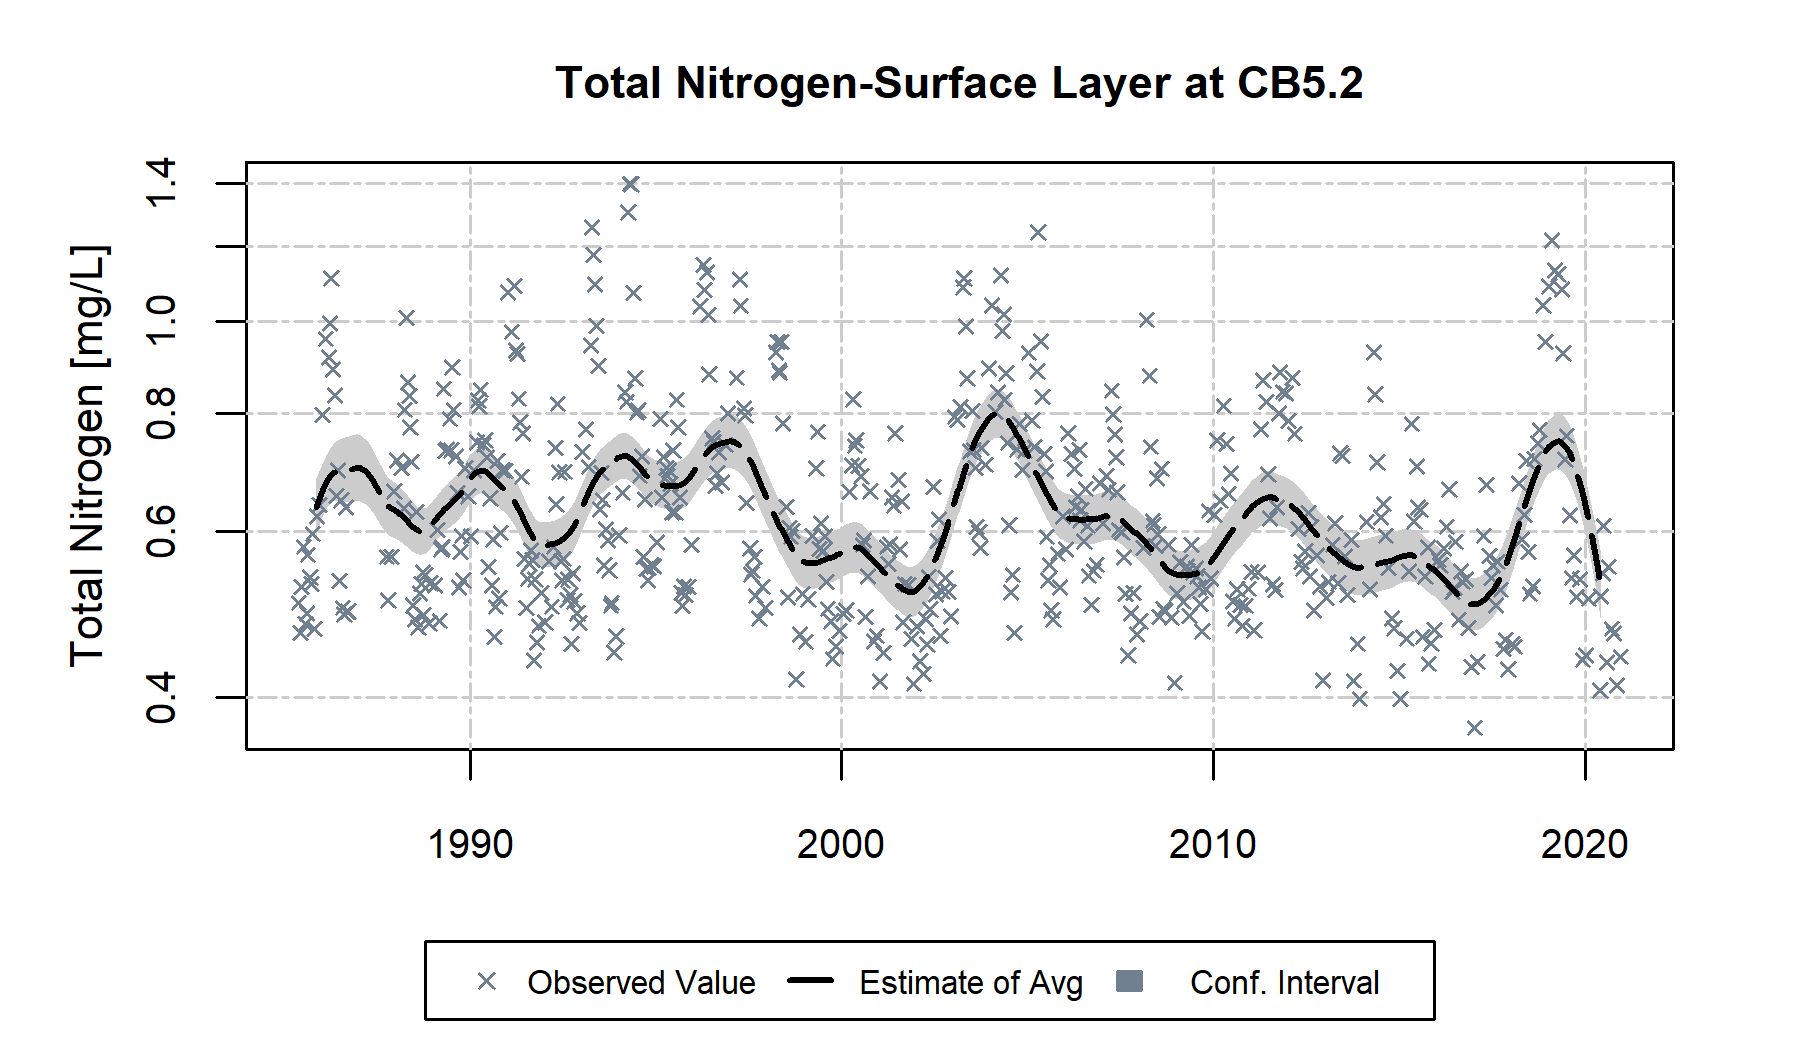 Total Nitrogen-Surface Layer at CB5.2
Total Nitrogen [mg/L]
1.4
1.0
0.8
0.6
0.4
1990 2000 2010 2020
Observed Value Estimate of Avg Conf. Interval